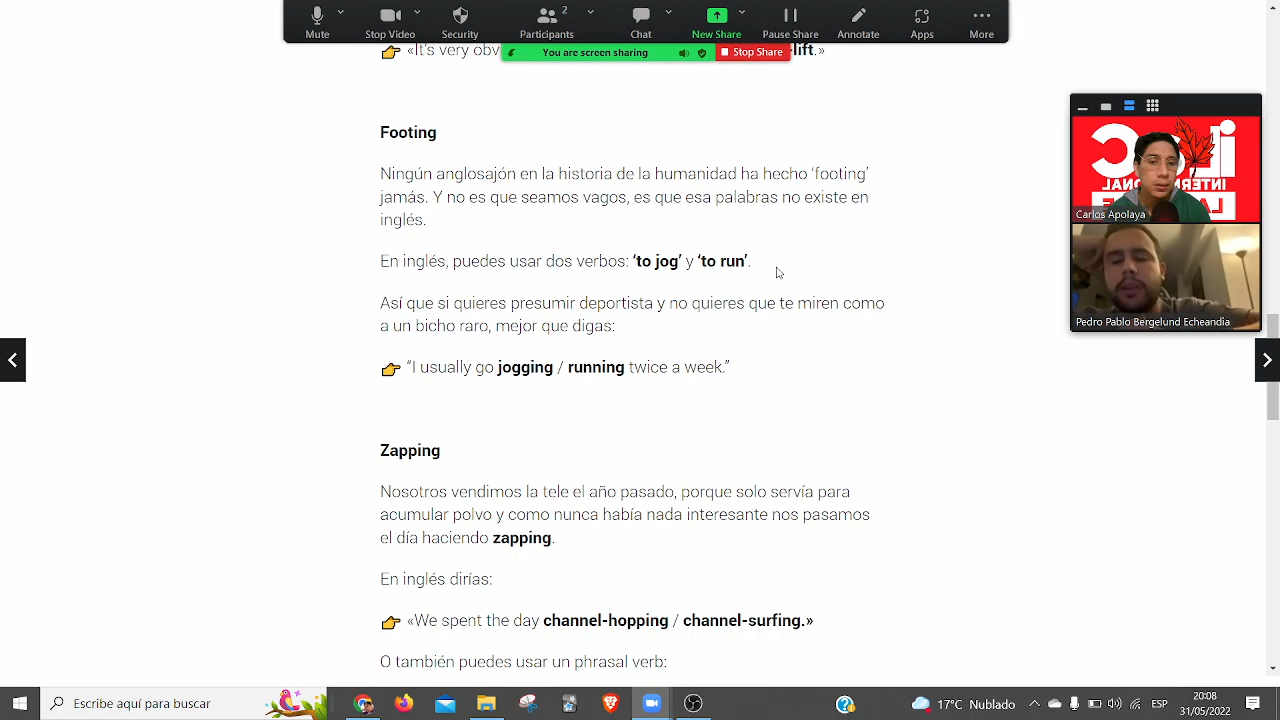 Mute
Stop Video
Security
Participants
2
Chat
New Share
Pause Share
Annotate
Apps
More
You are screen sharing
Stop Share
👉 «It's very obv
-lift.»
Footing
Ningún anglosajón en la historia de la humanidad ha hecho 'footing'
jamás. Y no es que seamos vagos, es que esa palabras no existe en
inglés.
En inglés, puedes usar dos verbos: 'to jog' y 'to run'.
Así que si quieres presumir deportista y no quieres que te miren como
a un bicho raro, mejor que digas:
👉 "I usually go jogging / running twice a week."
Zapping
Nosotros vendimos la tele el año pasado, porque solo servía para
acumular polvo y como nunca había nada interesante nos pasamos
el día haciendo zapping.
En inglés dirías:
👉 «We spent the day channel-hopping / channel-surfing.»
O también puedes usar un phrasal verb:
Carlos Apolaya
Pedro Pablo Bergelund Echeandia
Escribe aquí para buscar
17°C Nublado
ESP
20:08
31/05/2022